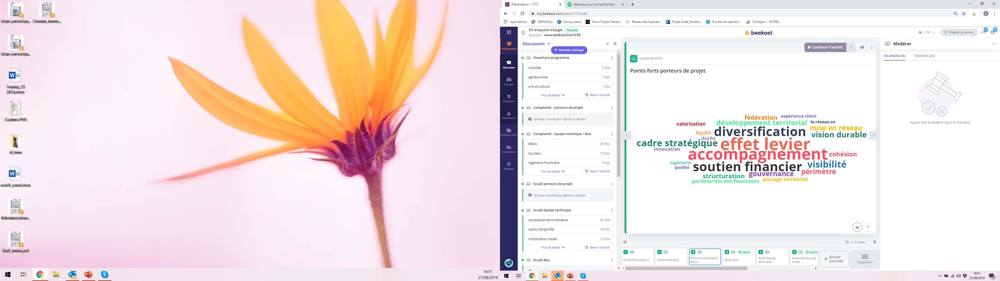 bilan-periodiqu...
Elouann_tennis....
bilan-periodiqu...
Teasing_ES
(JCS).docx
Capture.PNG
ALbum
credit_pexel.docx
ficheinscription...
Gaël_tennis.pdf
16:51
27/08/2019
Présentation - 7r73
Bienvenue sur SurveyMonkey !
my.beekast.com/kast/7r73/wall
Applications
DEMATbox
Canva_notice
Noun Project Reche...
Réseau des Espaces...
Projet Aude_Sandra...
6 outils de reportin...
ClicSéjour - NOTRE...
EV-enquete élargie
Ouverte
participez : www.beekast.live/7r73
beekast
1 / 50
Projeter la session
6
4
Présentation
Discussion
Activités
Rubriques
Participants
Compte rendu
Statistiques
Réglages
Discussion
+ Nouveau message
Ouverture programme
mobilité 3 fois
agritourisme 1 fois
arts et culture 1 fois
Plus de détails Revoir l'activité
Complexité - porteurs de projet
Terminez l'activité pour afficher le résultat
Complexité - équipe technique / élus
délais 20 fois
lourdeur 12 fois
ingénierie financière 9 fois
Plus de détails Revoir l'activité
Ecueil porteurs de projet
Terminez l'activité pour afficher le résultat
Ecueil équipe technique
complexité administrative 42 fois
cadre d'éligibilité 19 fois
mobilisation locale 13 fois
Plus de détails Revoir l'activité
Ecueil élus
Continuer l'activité
NUAGE DE MOTS
Points forts porteurs de projet
fédération expérience client
valorisation développement territorial le réseau ev
équité diversification mise en réseau
durée vision durable
cadre stratégique effet levier
innovation
accompagnement cohésion
ingénierie visibilité
qualité soutien financier
gouvernance périmètre
structuration
partenariats des financeurs ancrage territorial
3 / 9 slides
1
Points forts acteurs
2
Points forts élus
3
Points forts porteurs
de pr...
4 En cours
Ecueil élus
5
Ecueil équipe
technique
6 En cours
Ecueil porteurs de
projet
+ Ajouter
une slide
Organiser
Modérer
En attente (0) Modérés (24)
Aucun mot à modérer pour le moment.
16:51
27/08/2019